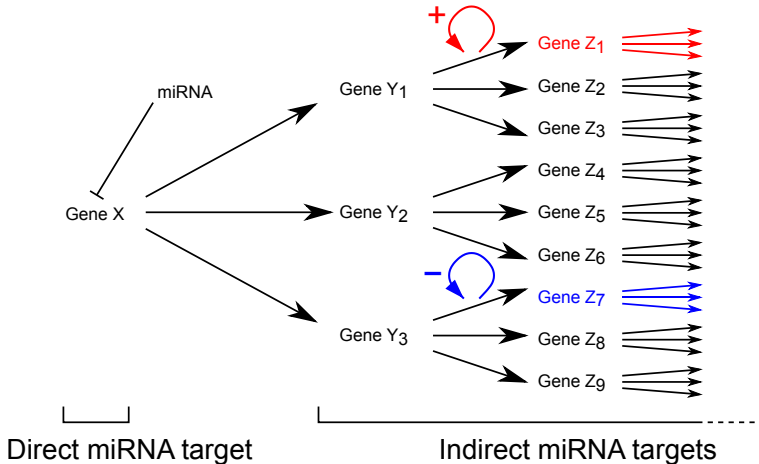 +
Gene Z1
miRNA
Gene Y1
Gene Z2
Gene Z3
Gene Z4
Gene X
Gene Y2
Gene Z5
Gene Z6
−
Gene Z7
Gene Y3
Gene Z8
Gene Z9
Direct miRNA target
Indirect miRNA targets